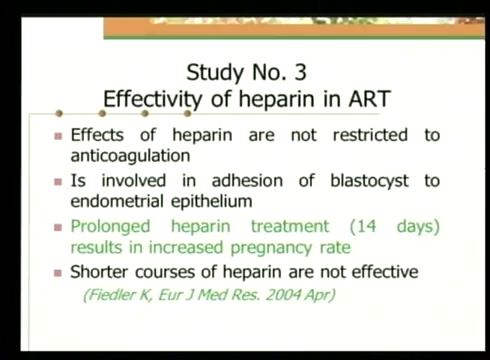 Study No. 3
Effectivity of heparin in ART
Effects of heparin are not restricted to
anticoagulation
Is involved in adhesion of blastocyst to
endometrial epithelium
Prolonged heparin treatment (14 days)
results in increased pregnancy rate
Shorter courses of heparin are not effective
(Fiedler K, Eur J Med Res. 2004 Apr)